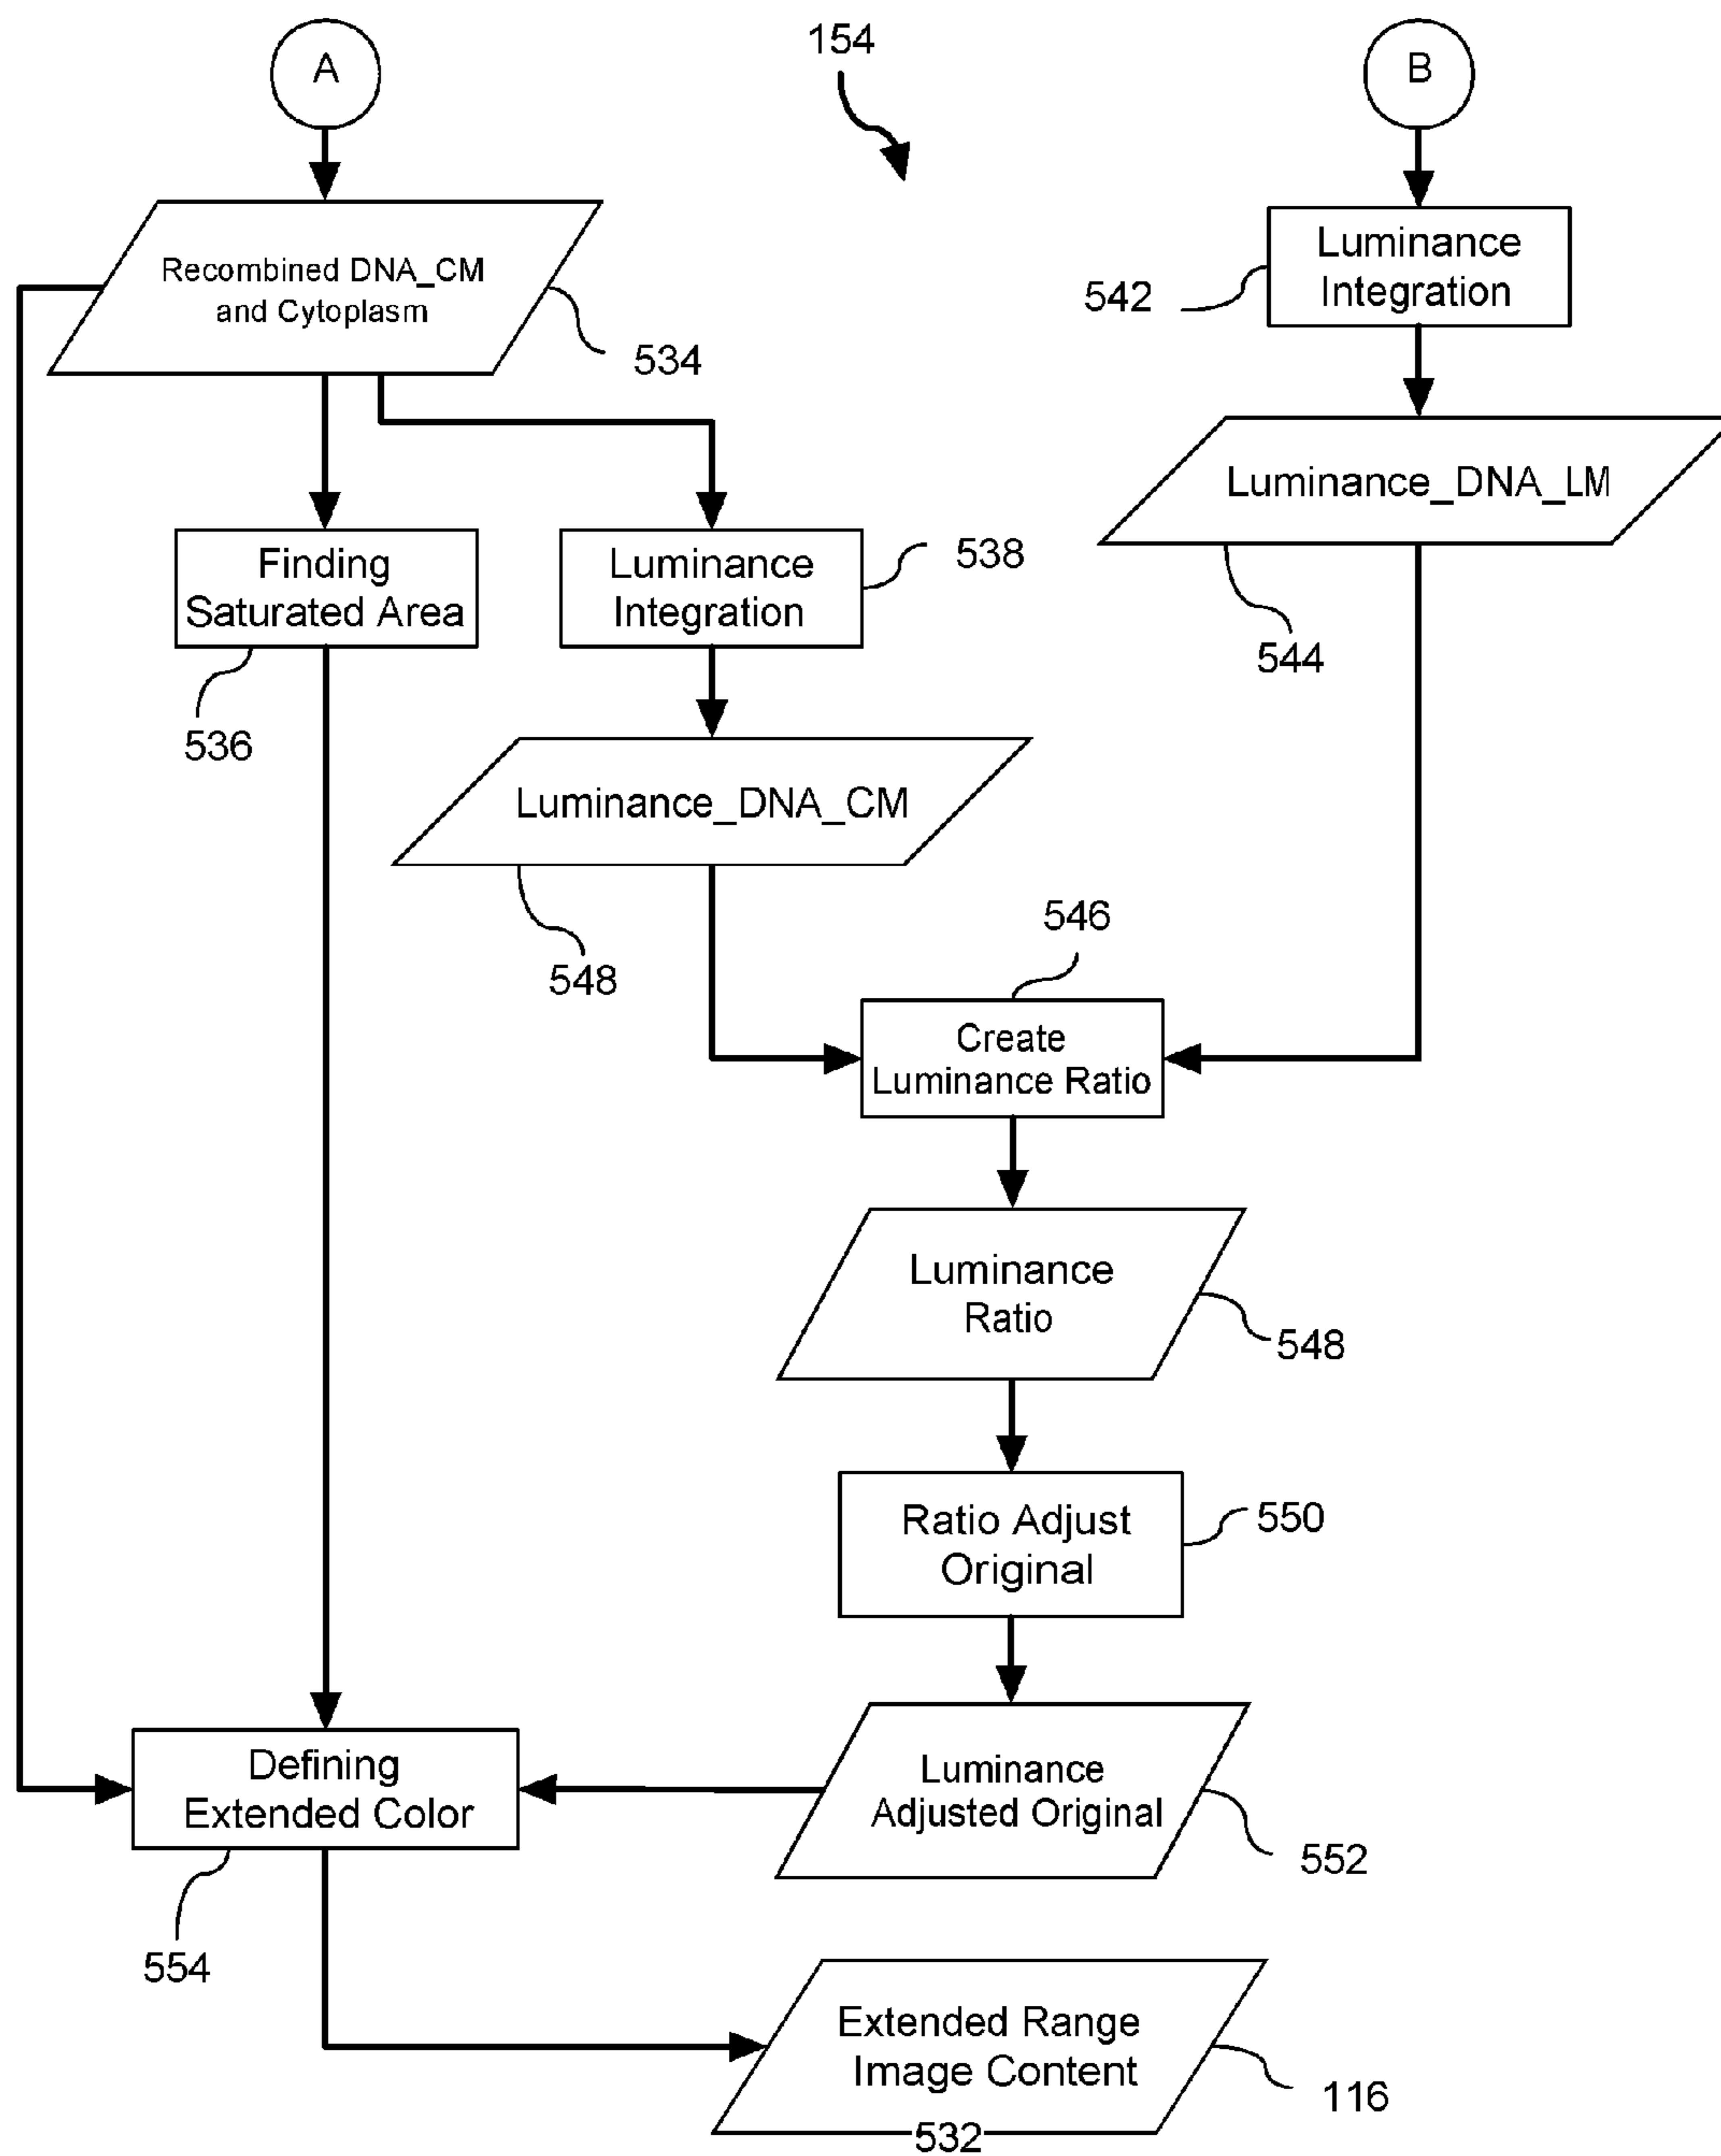 A
154
B
Recombined DNA_CM
and Cytoplasm
534
Luminance
Integration
542
Luminance_DNA_LM
544
Finding
Saturated Area
536
Luminance
Integration
538
Luminance_DNA_CM
548
546
Create
Luminance Ratio
Luminance
Ratio
548
Ratio Adjust
Original
550
Defining
Extended Color
554
Luminance
Adjusted Original
552
Extended Range
Image Content
116
532